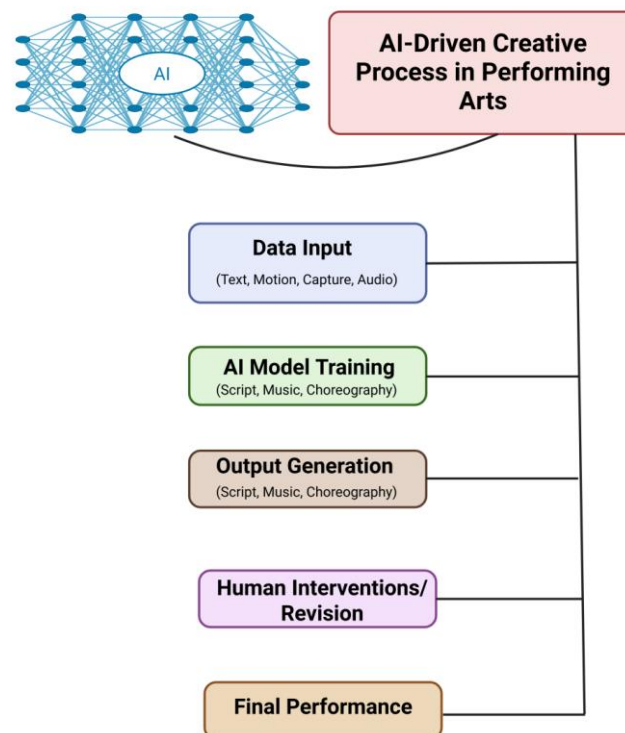 AI
AI-Driven Creative
Process in Performing
Arts
Data Input
(Text, Motion, Capture, Audio)
AI Model Training
(Script, Music, Choreography)
Output Generation
(Script, Music, Choreography)
Human Interventions/
Revision
Final Performance